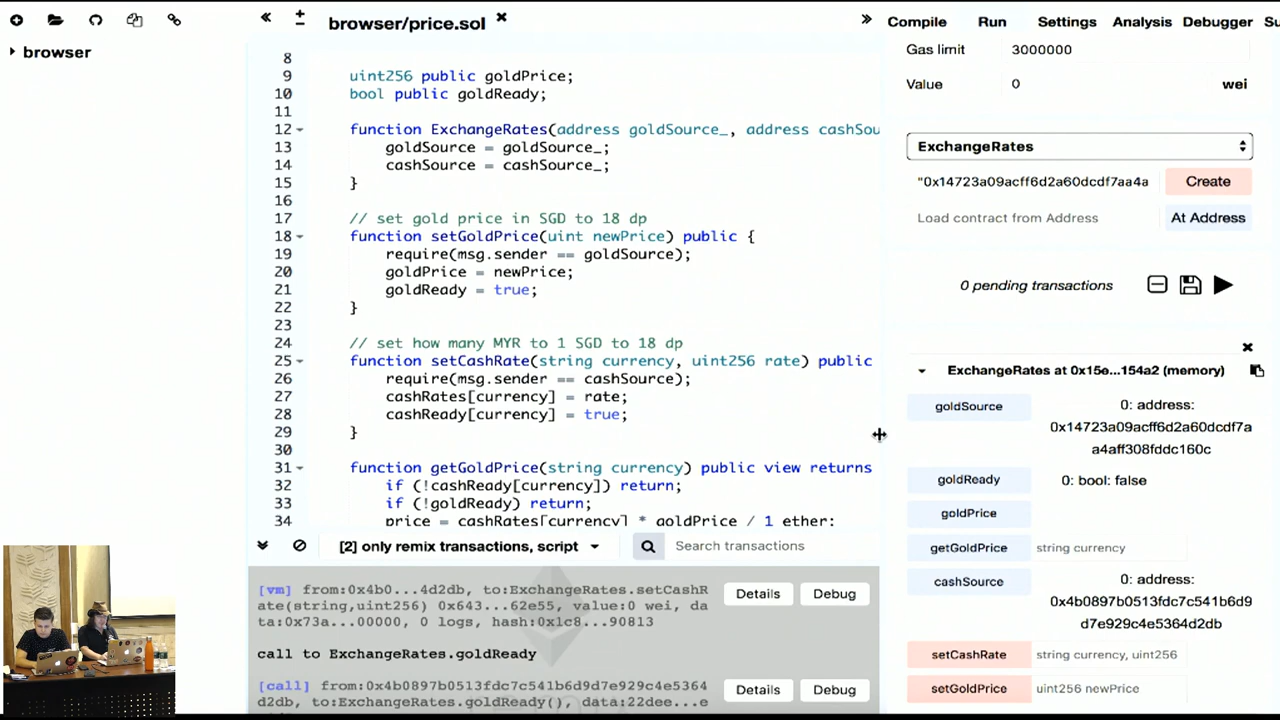 browser/price.sol
Compile Run Settings Analysis Debugger Su
browser
8
9 uint256 public goldPrice;
10 bool public goldReady;
11
12 function ExchangeRates(address goldSource_, address cashSou
13 goldSource = goldSource_;
14 cashSource = cashSource_;
15 }
16
17 // set gold price in SGD to 18 dp
18 function setGoldPrice(uint newPrice) public {
19 require(msg.sender == goldSource);
20 goldPrice = newPrice;
21 goldReady = true;
22 }
23
24 // set how many MYR to 1 SGD to 18 dp
25 function setCashRate(string currency, uint256 rate) public
26 require(msg.sender == cashSource);
27 cashRates[currency] = rate;
28 cashReady[currency] = true;
29 }
30
31 function getGoldPrice(string currency) public view returns
32 if (!cashReady[currency]) return;
33 if (!goldReady) return;
34 price = cashRates[currency] * goldPrice / 1 ether;
[2] only remix transactions, script
Search transactions
[vm] from:0x4b0...4d2db, to:ExchangeRates.setCashR
ate(string,uint256) 0x643...62e55, value:0 wei, da
ta:0x73a...00000, 0 logs, hash:0x1c8...90813
Details Debug
call to ExchangeRates.goldReady
[call] from:0x4b0897b0513fdc7c541b6d9d7e929c4e5364
d2db, to:ExchangeRates.goldReady(), data:22dee...e
Details Debug
Gas limit 3000000
Value 0 wei
ExchangeRates
"0x14723a09acff6d2a60dcdf7aa4a Create
Load contract from Address At Address
0 pending transactions
ExchangeRates at 0x15e...154a2 (memory)
goldSource 0: address:
0x14723a09acff6d2a60dcdf7a
a4aff308fddc160c
goldReady 0: bool: false
goldPrice
getGoldPrice string currency
cashSource 0: address:
0x4b0897b0513fdc7c541b6d9
d7e929c4e5364d2db
setCashRate string currency, uint256
setGoldPrice uint256 newPrice